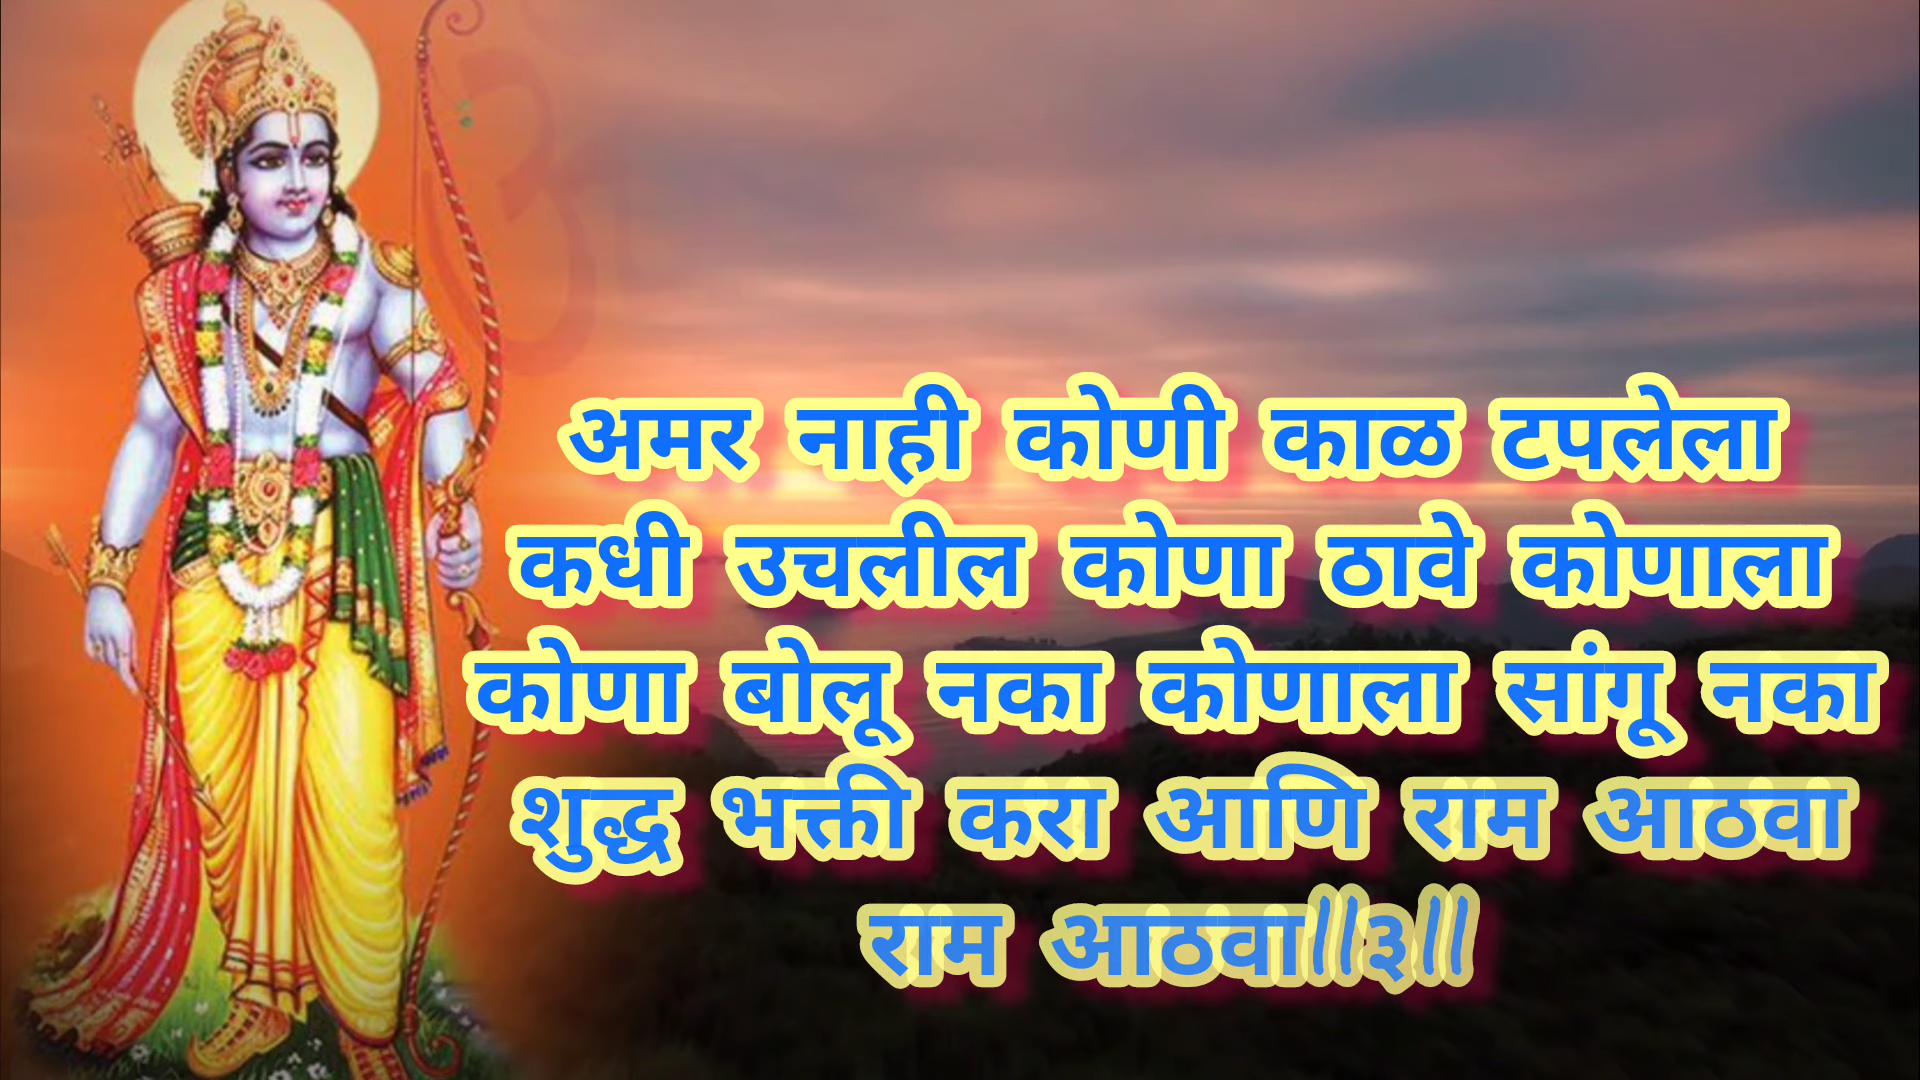 अमर नाही कोणी काळ टपलेला
कधी उचलील कोणा ठावे कोणाला
कोणा बोलू नका कोणाला सांगू नका
शुद्ध भक्ती करा आणि राम आठवा
राम आठवा॥३॥